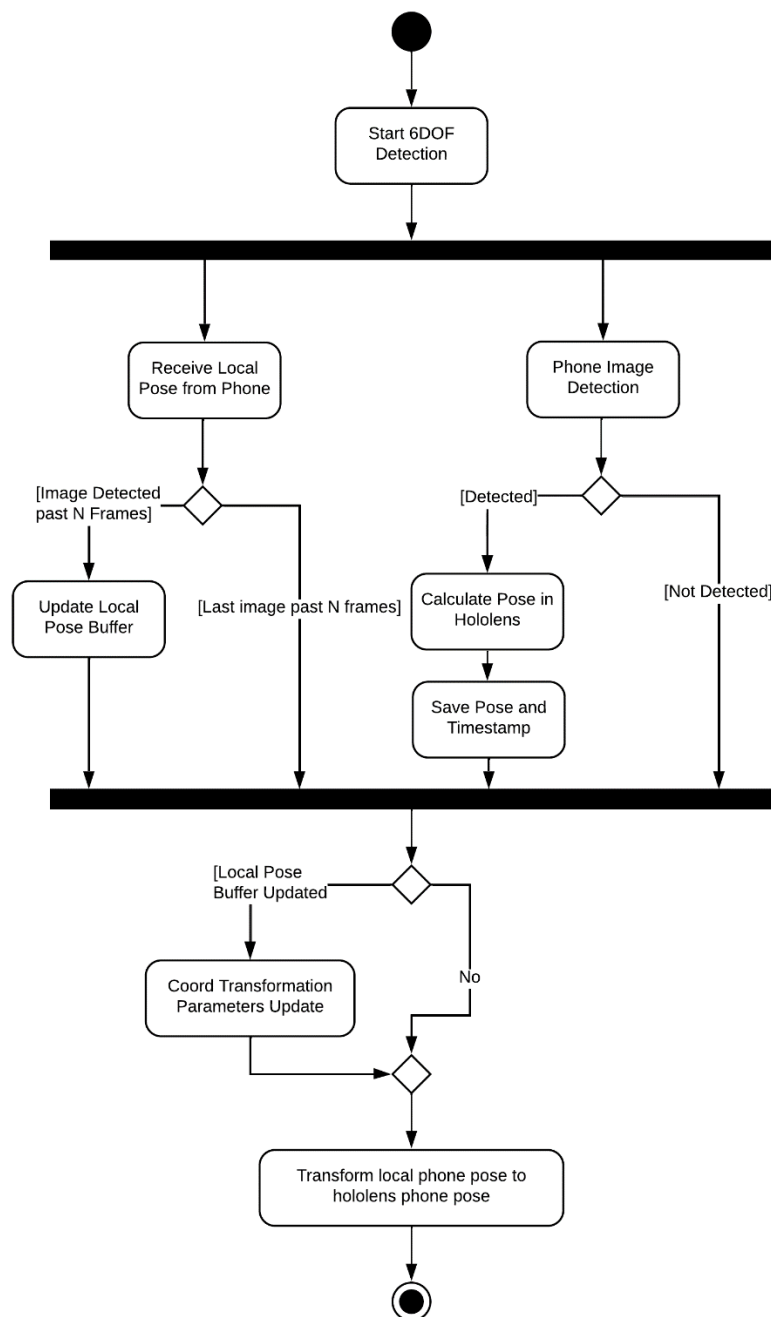 Start 6DOF
Detection
Receive Local
Pose from Phone
Phone Image
Detection
[Image Detected
past N Frames]
[Detected]
Update Local
Pose Buffer
[Last image past N frames]
Calculate Pose in
Hololens
[Not Detected]
Save Pose and
Timestamp
[Local Pose
Buffer Updated
Coord Transformation
Parameters Update
No
Transform local phone pose to
hololens phone pose